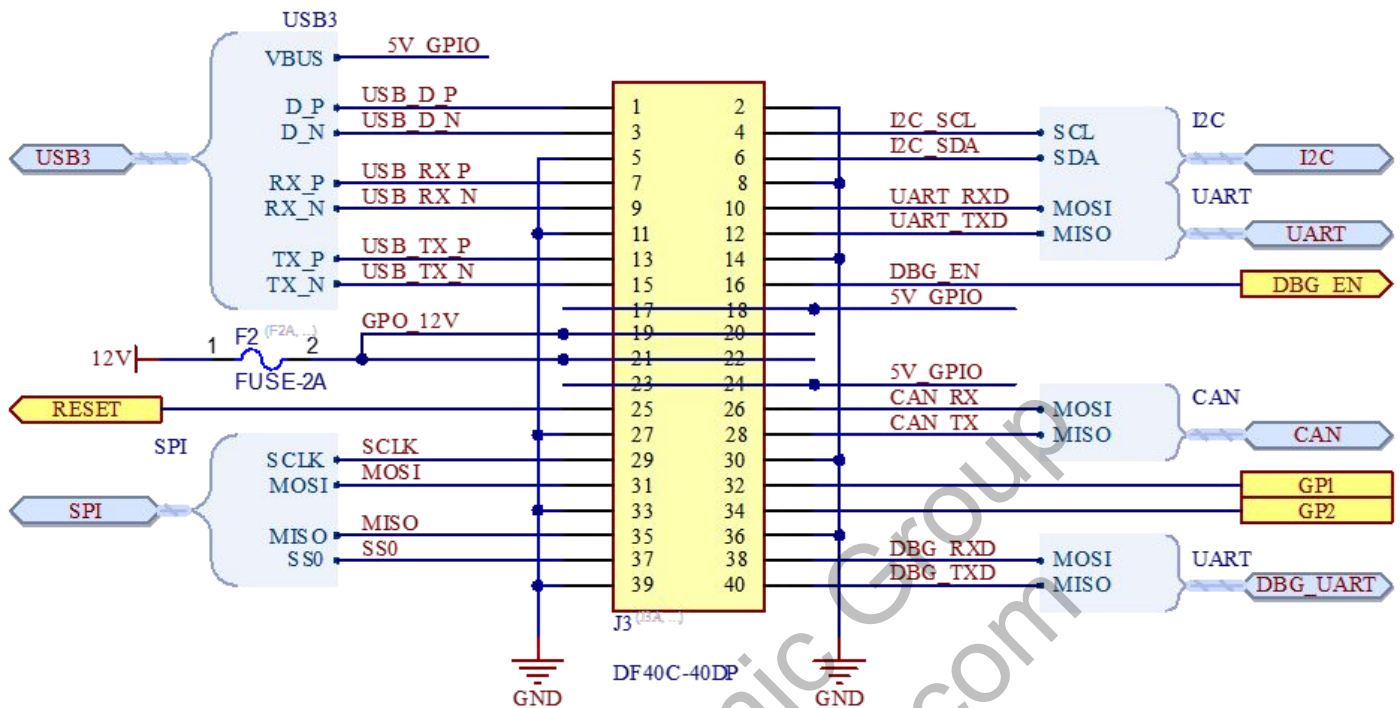 USB3
VBUS 5V_GPIO
D_P USB_D_P 1 2
D_N USB_D_N 3 4 I2C_SCL SCL I2C
USB3 5 6 I2C_SDA SDA I2C
RX_P USB_RX_P 7 8
RX_N USB_RX_N 9 10 UART_RXD MOSI UART
11 12 UART_TXD MISO UART
TX_P USB_TX_P 13 14
TX_N USB_TX_N 15 16 DBG_EN DBG_EN
17 18 5V_GPIO
F2 (F2A, ...) GPO_12V 19 20
12V 1 2 21 22
FUSE-2A 23 24 5V_GPIO
RESET 25 26 CAN_RX MOSI CAN
27 28 CAN_TX MISO CAN
SPI
SCLK SCLK 29 30
MOSI MOSI 31 32 GP1
SPI 33 34 GP2
MISO MISO 35 36
SS0 SS0 37 38 DBG_RXD MOSI UART
39 40 DBG_TXD MISO DBG_UART
J3 (J3A, ...)
DF40C-40DP
GND GND
Group